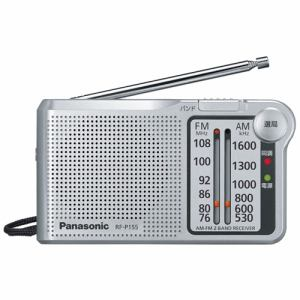 バンド
選局
FM
MHz
AM
kHz
108
1600
同調
100
1300
92
1000
電源
86
800
80
600
76
530
Panasonic
RF-P155
AM-FM 2 BAND RECEIVER